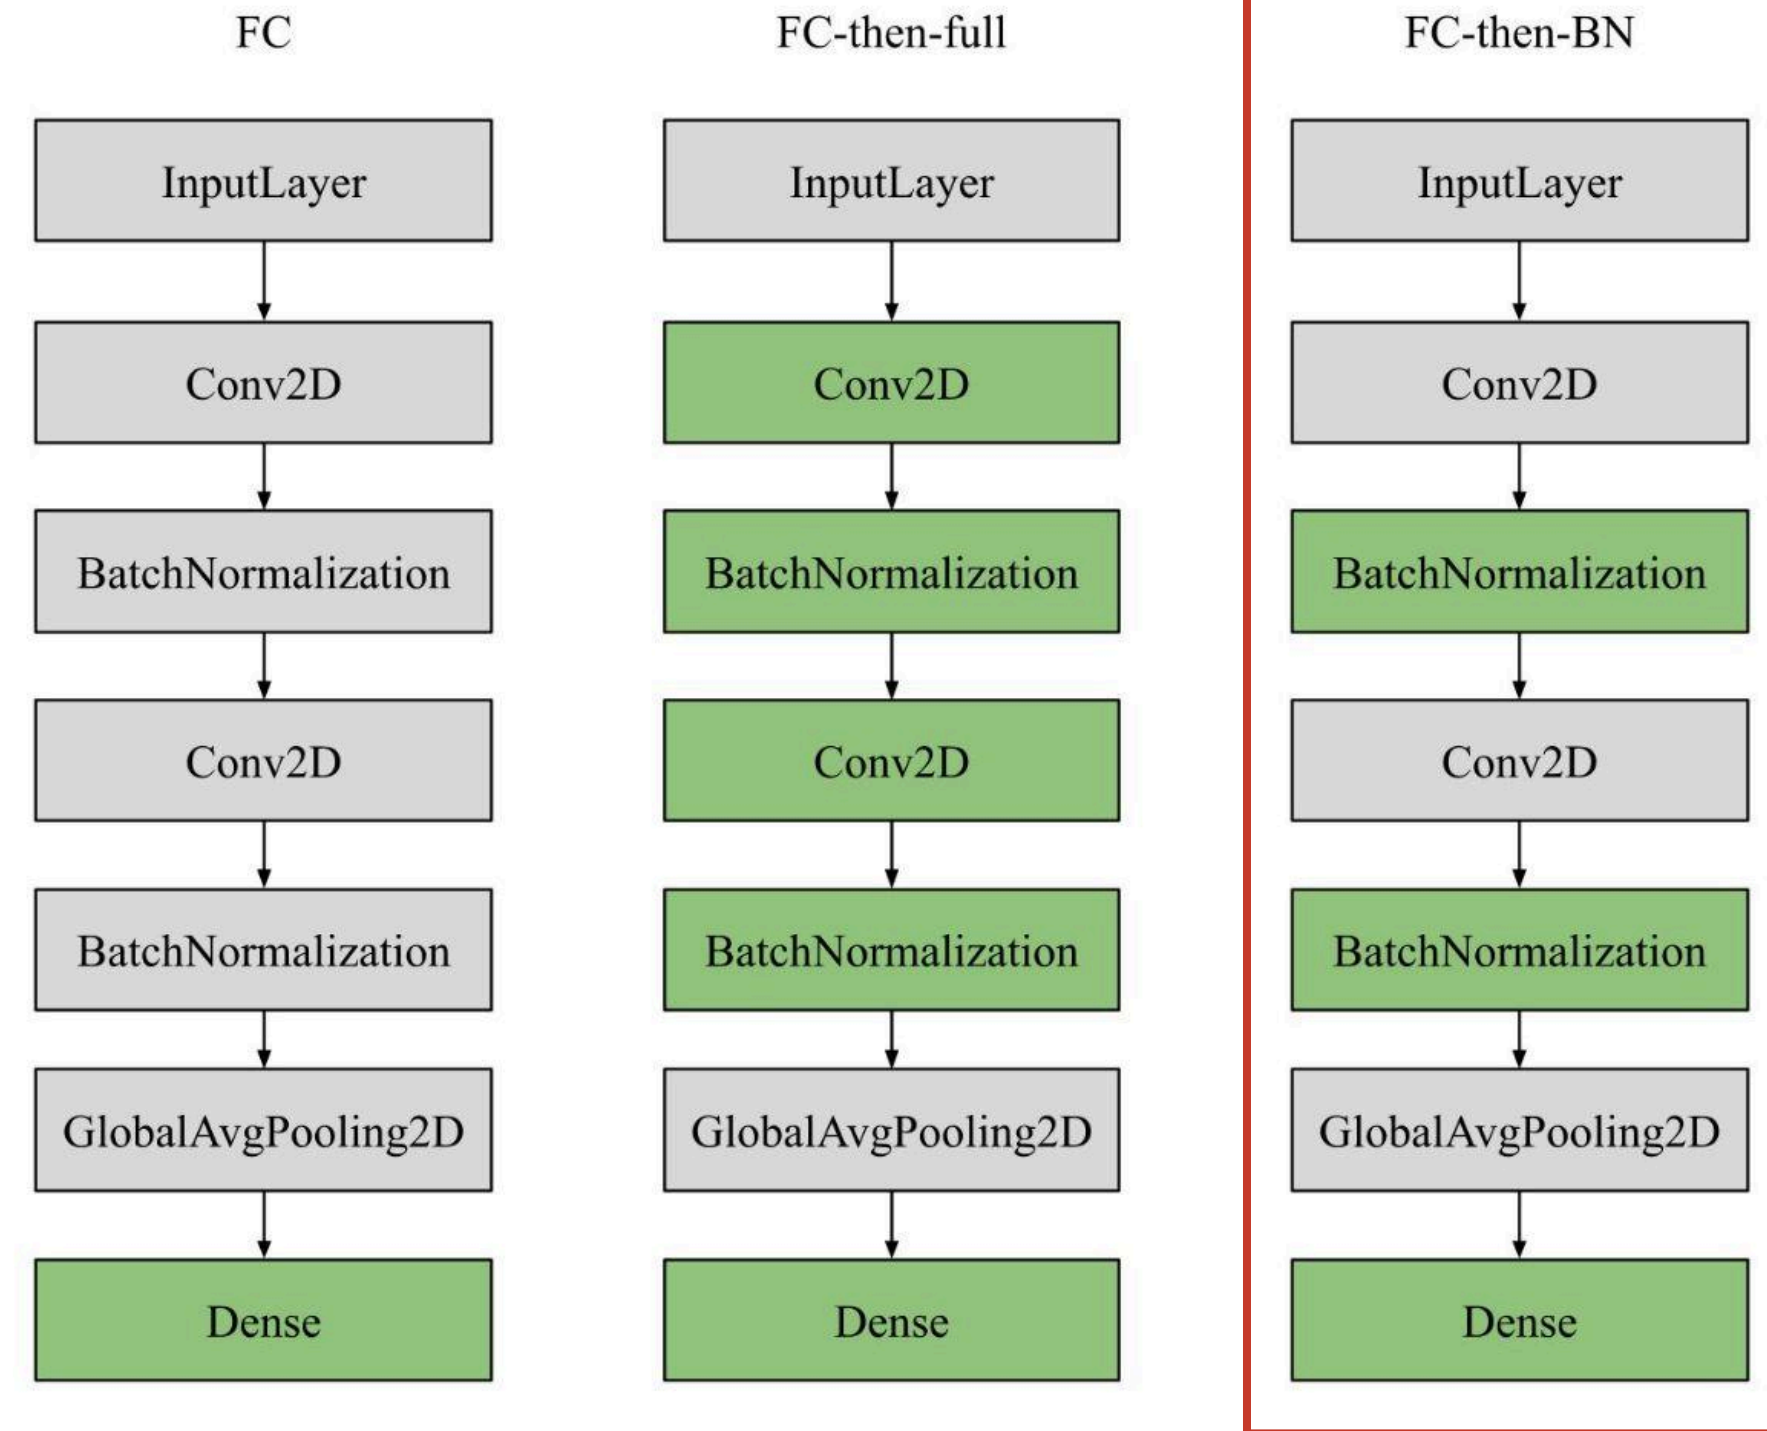 FC
InputLayer
Conv2D
BatchNormalization
Conv2D
BatchNormalization
GlobalAvgPooling2D
Dense
FC-then-full
InputLayer
Conv2D
BatchNormalization
Conv2D
BatchNormalization
GlobalAvgPooling2D
Dense
FC-then-BN
InputLayer
Conv2D
BatchNormalization
Conv2D
BatchNormalization
GlobalAvgPooling2D
Dense